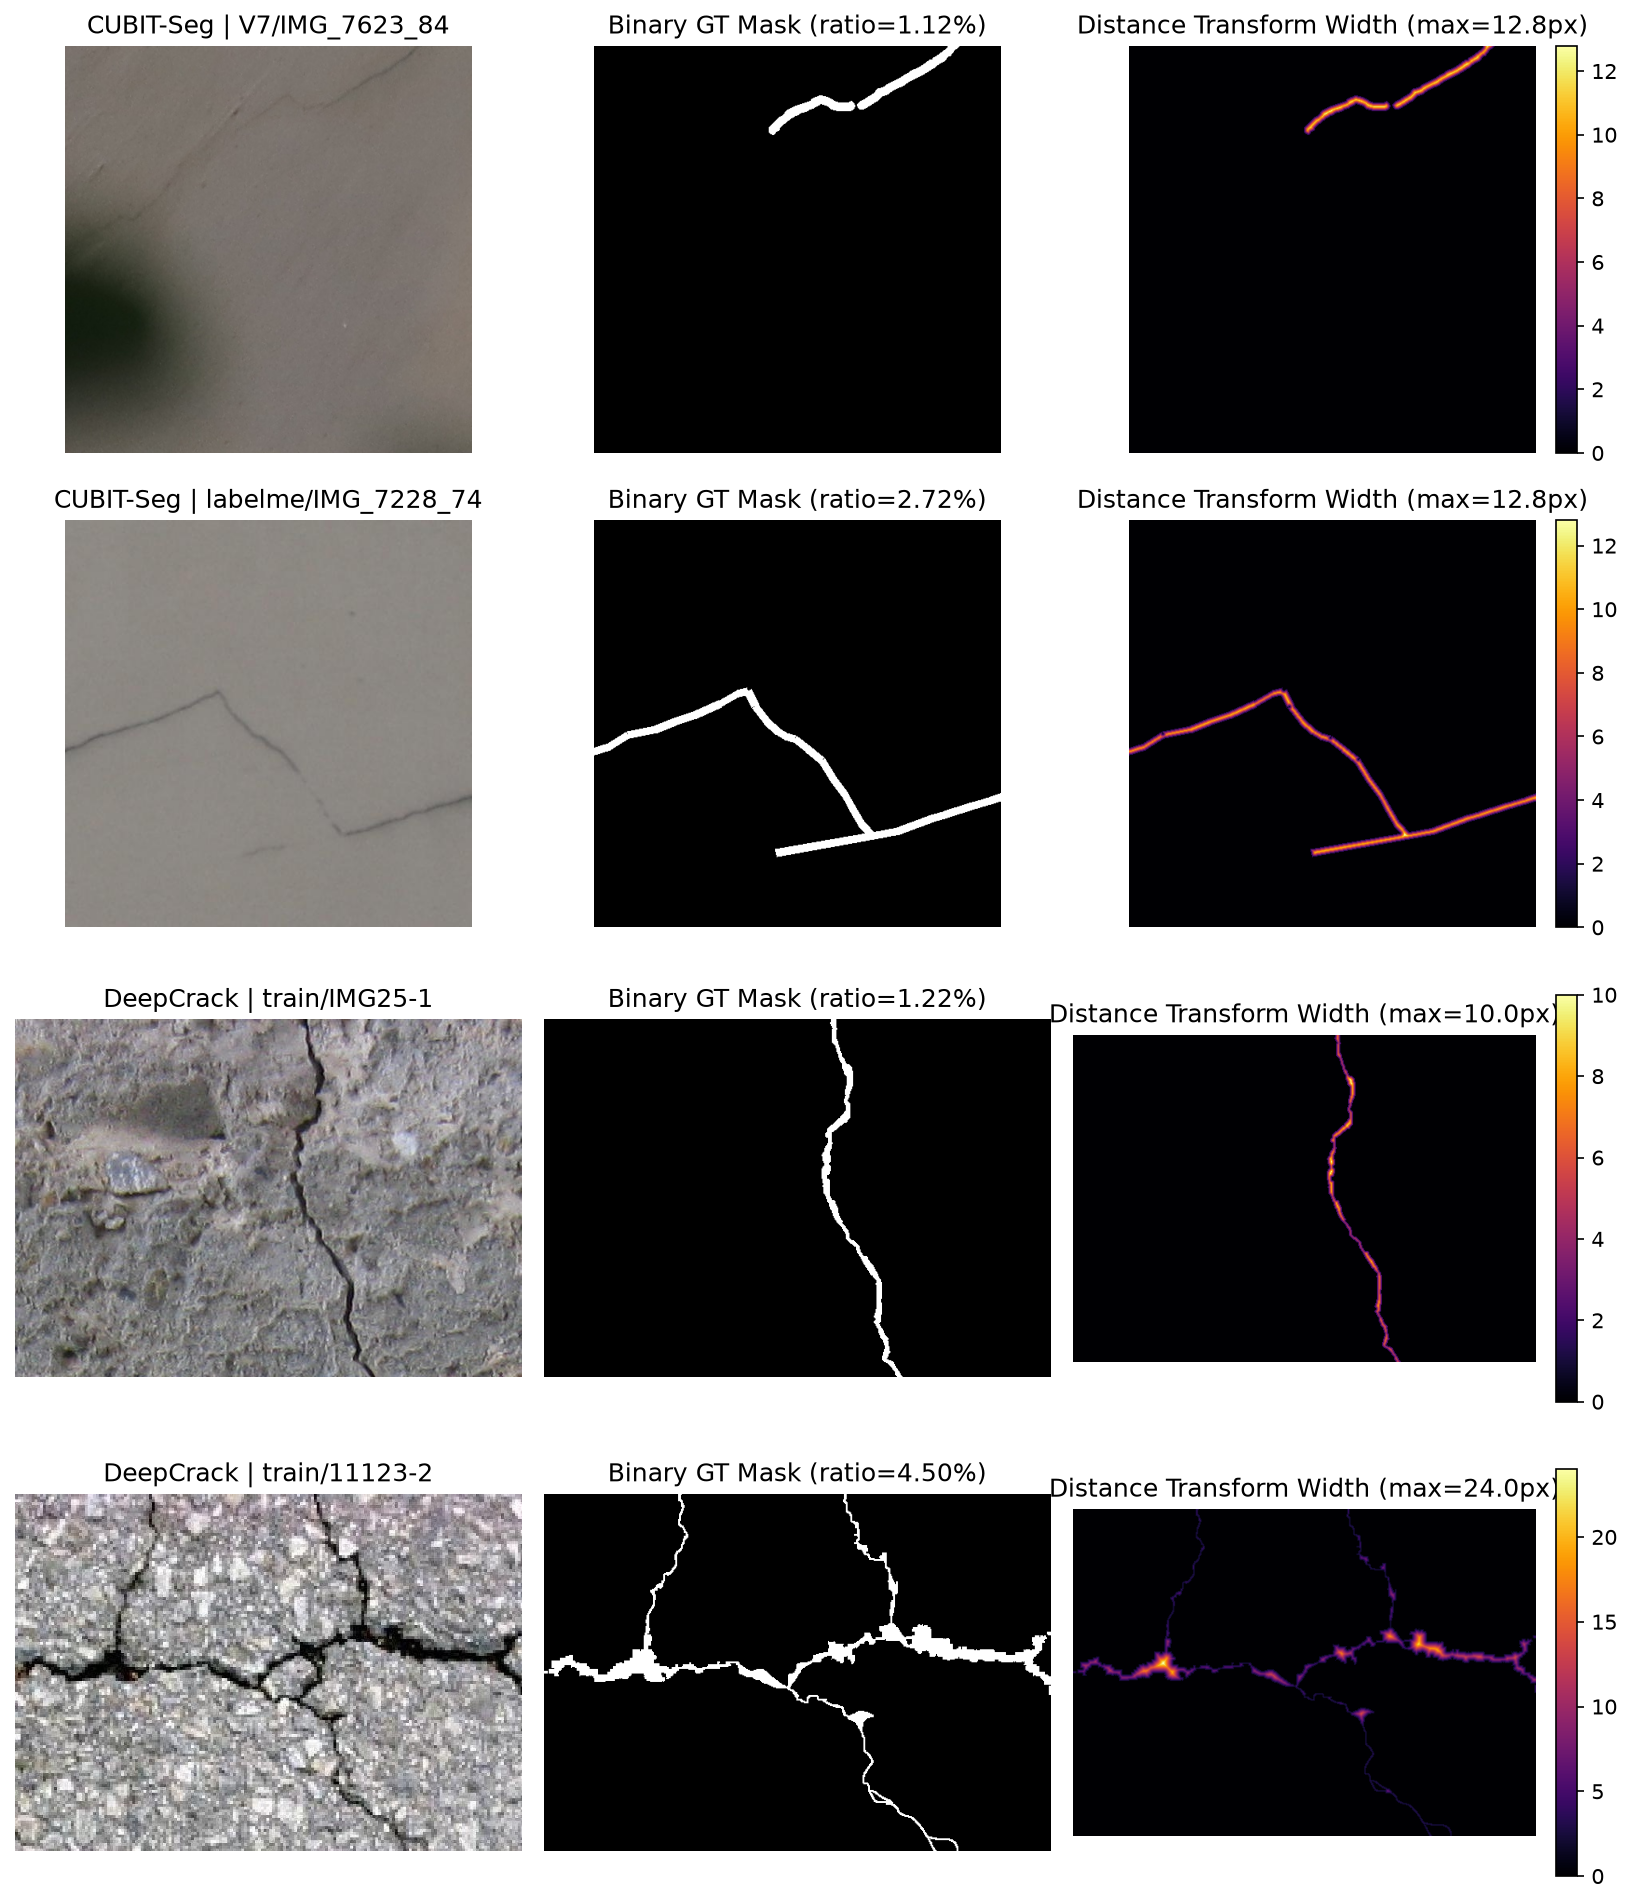 CUBIT-Seg | V7/IMG_7623_84
Binary GT Mask (ratio=1.12%)
Distance Transform Width (max=12.8px)
12
10
8
6
4
2
0
CUBIT-Seg | labelme/IMG_7228_74
Binary GT Mask (ratio=2.72%)
Distance Transform Width (max=12.8px)
12
10
8
6
4
2
0
DeepCrack | train/IMG25-1
Binary GT Mask (ratio=1.22%)
Distance Transform Width (max=10.0px)
10
8
6
4
2
0
DeepCrack | train/11123-2
Binary GT Mask (ratio=4.50%)
Distance Transform Width (max=24.0px)
20
15
10
5
0